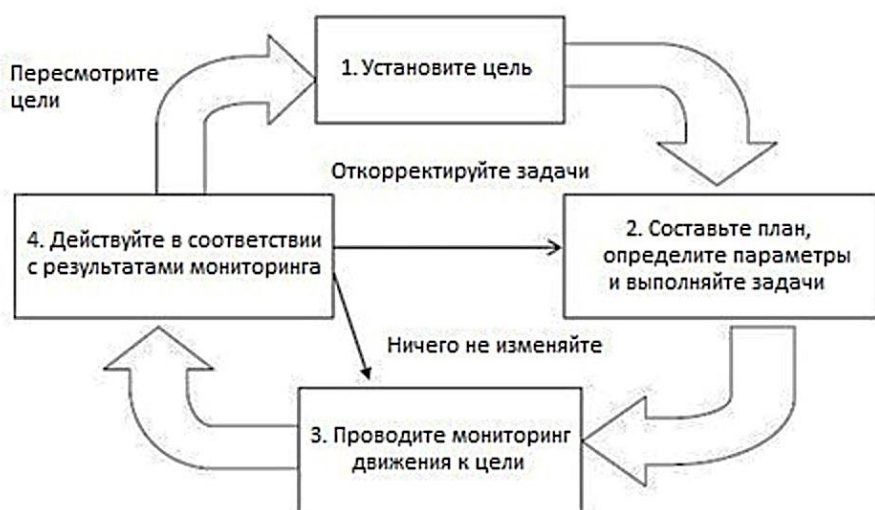 Пересмотрите
цели
1. Установите цель
Откорректируйте задачи
4. Действуйте в соответствии
с результатами мониторинга
2. Составьте план,
определите параметры
и выполняйте задачи
Ничего не изменяйте
3. Проводите мониторинг
движения к цели